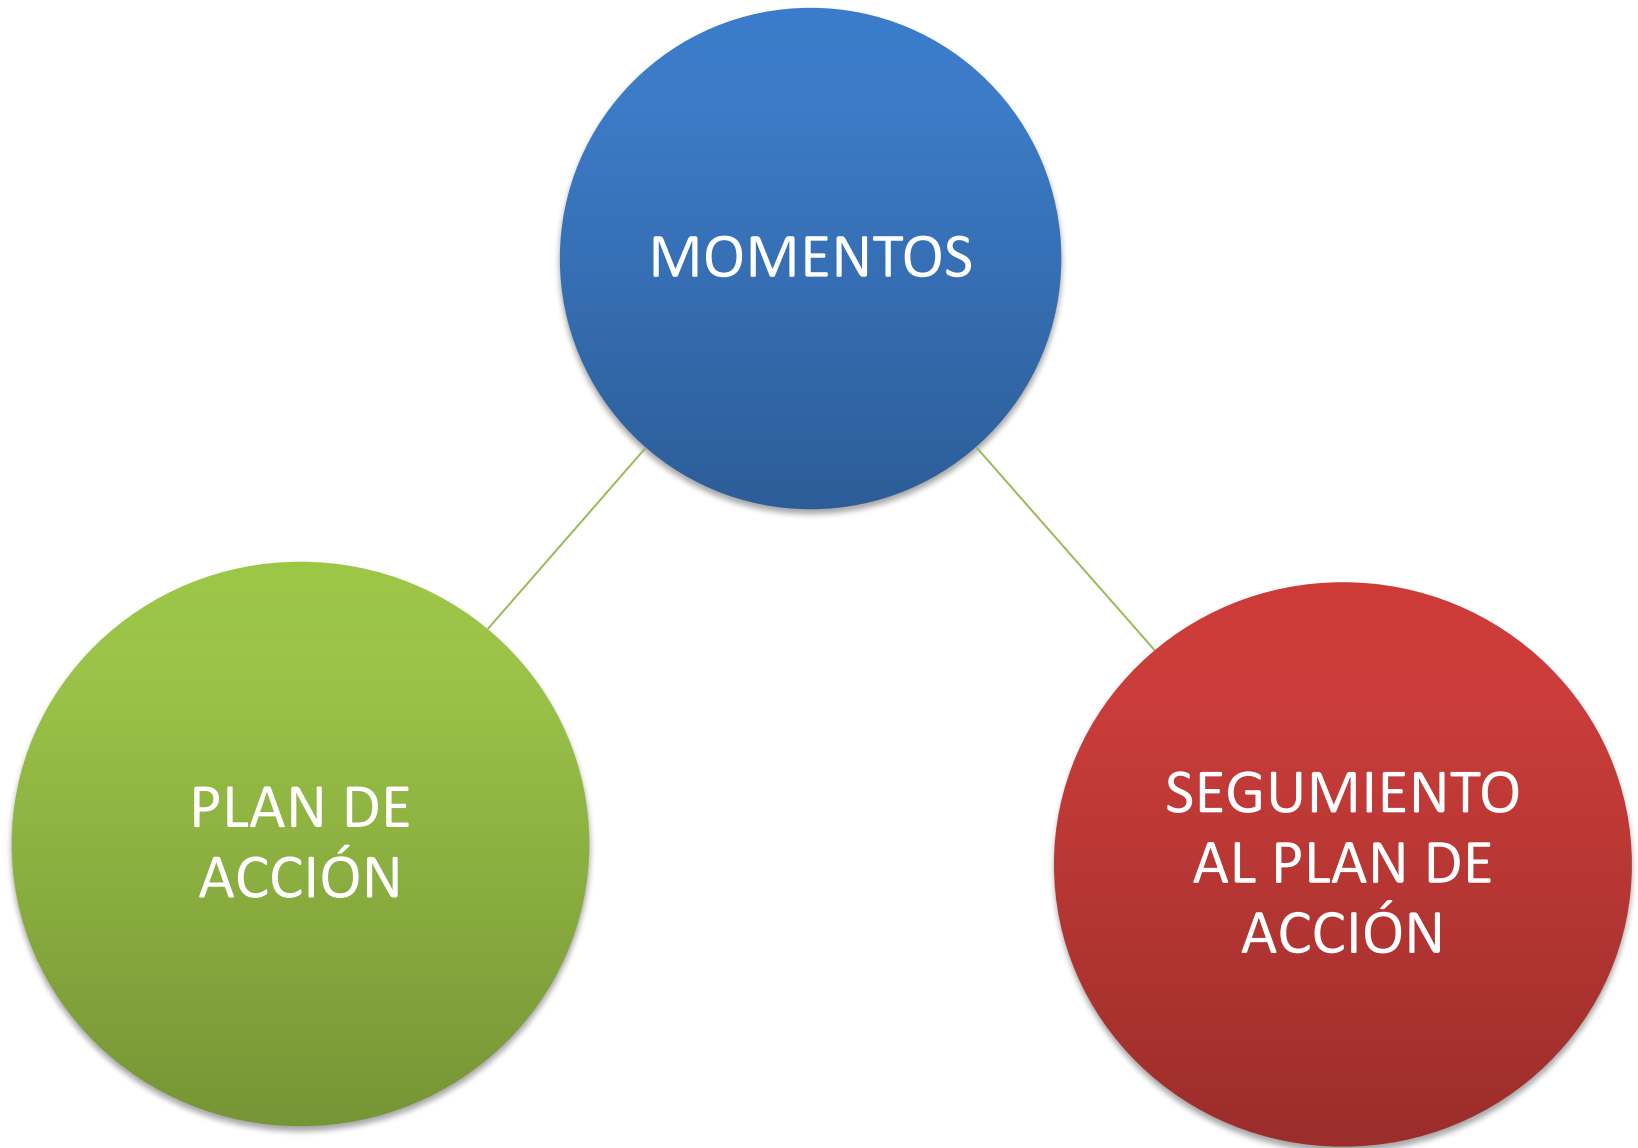 MOMENTOS
PLAN DE
ACCIÓN
SEGUMIENTO
AL PLAN DE
ACCIÓN